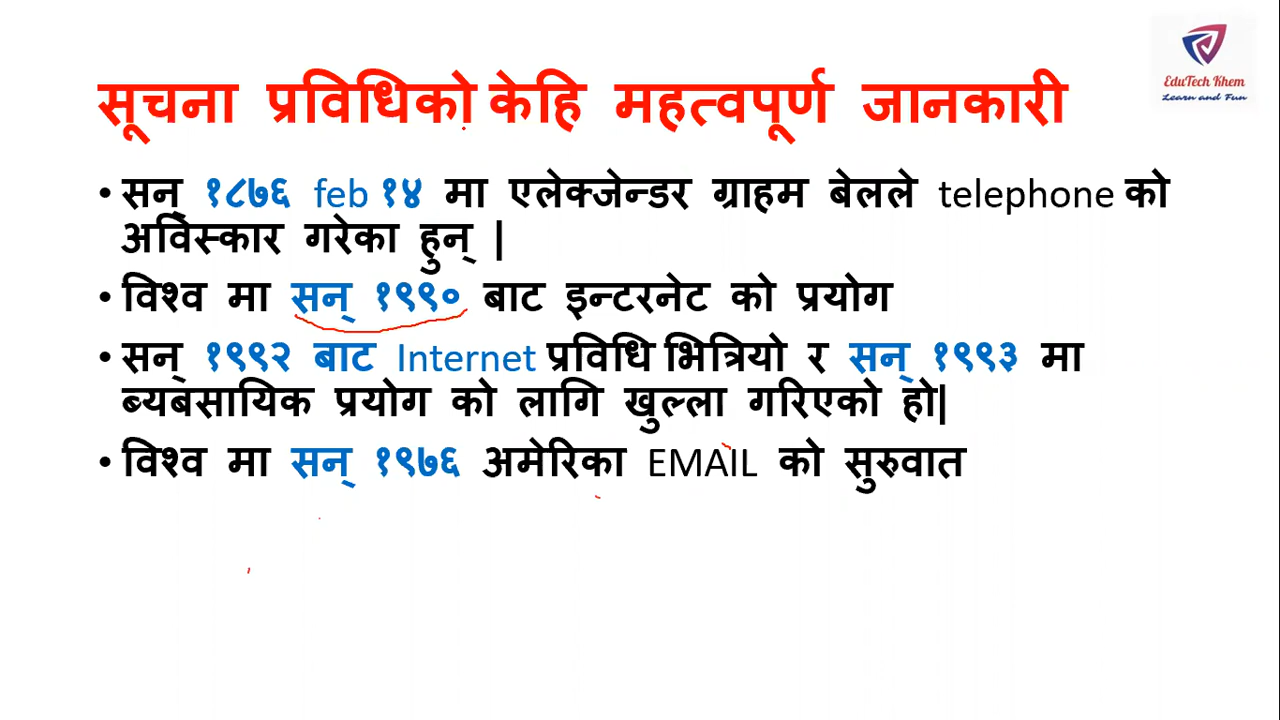 EduTech Khem
Learn and Fun
सूचना प्रविधिको केहि महत्वपूर्ण जानकारी
• सन् १८७६ feb १४ मा एलेक्जेन्डर ग्राहम बेलले telephone को
अविस्कार गरेका हुन् |
• विश्व मा सन् १९९० बाट इन्टरनेट को प्रयोग
• सन् १९९२ बाट Internet प्रविधि भित्रियो र सन् १९९३ मा
ब्यबसायिक प्रयोग को लागि खुल्ला गरिएको हो|
• विश्व मा सन् १९७६ अमेरिका EMAIL को सुरुवात